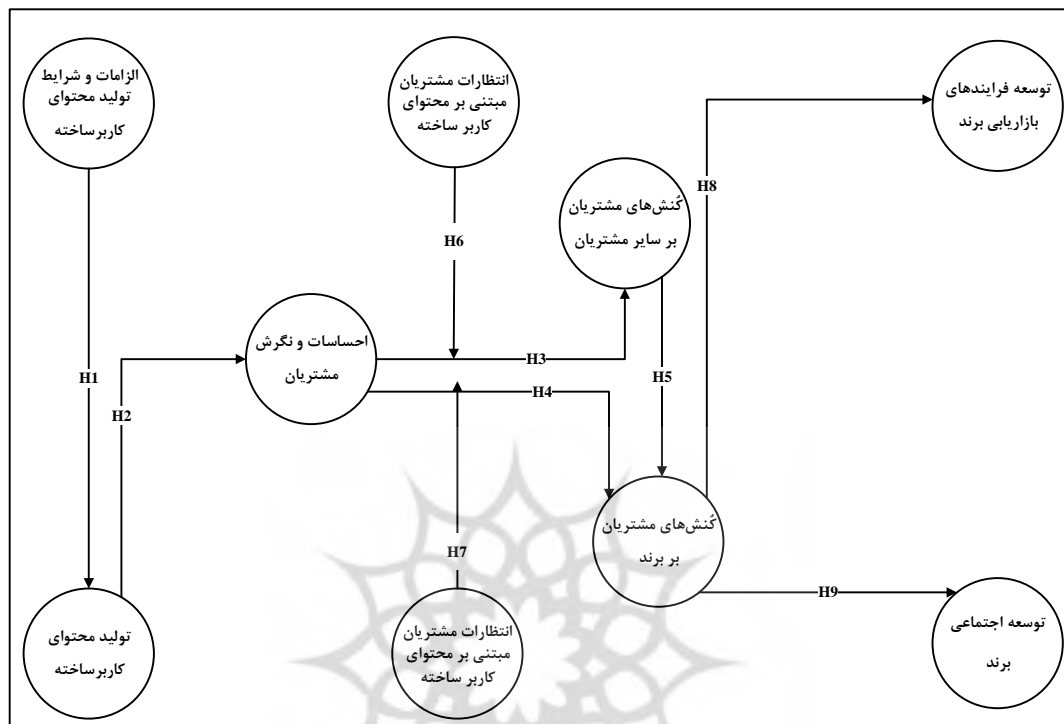 الزامات و شرایط
تولید محتوای
کاربرساخته
انتظارات مشتریان
مبتنی بر محتوای
کاربر ساخته
توسعه فرایندهای
بازاریابی برند
کُنش‌های مشتریان
بر سایر مشتریان
H8
H6
احساسات و نگرش
مشتریان
H3
H1
H2
H4
H5
کُنش‌های مشتریان
بر برند
H7
H9
تولید محتوای
کاربرساخته
انتظارات مشتریان
مبتنی بر محتوای
کاربر ساخته
توسعه اجتماعی
برند